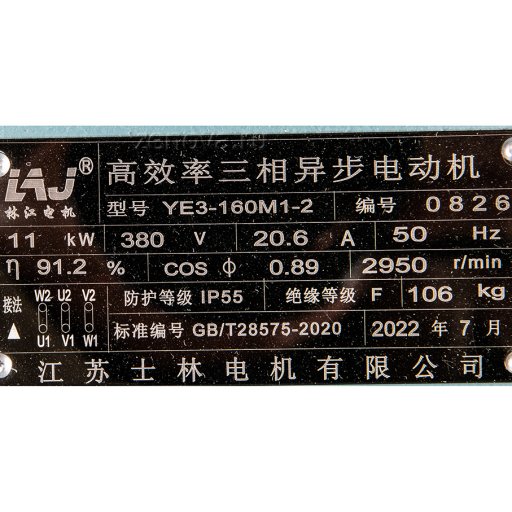 LAJ® 高效率三相异步电动机
林江电机
型号 YE3-160M1-2 编号 0826
11 kW 380 V 20.6 A 50 Hz
η 91.2 % COS ϕ 0.89 2950 r/min
接法 W2 U2 V2 防护等级 IP55 绝缘等级 F 106 kg
▲ U1 V1 W1 标准编号 GB/T28575-2020 2022 年 7 月
江苏士林电机有限公司